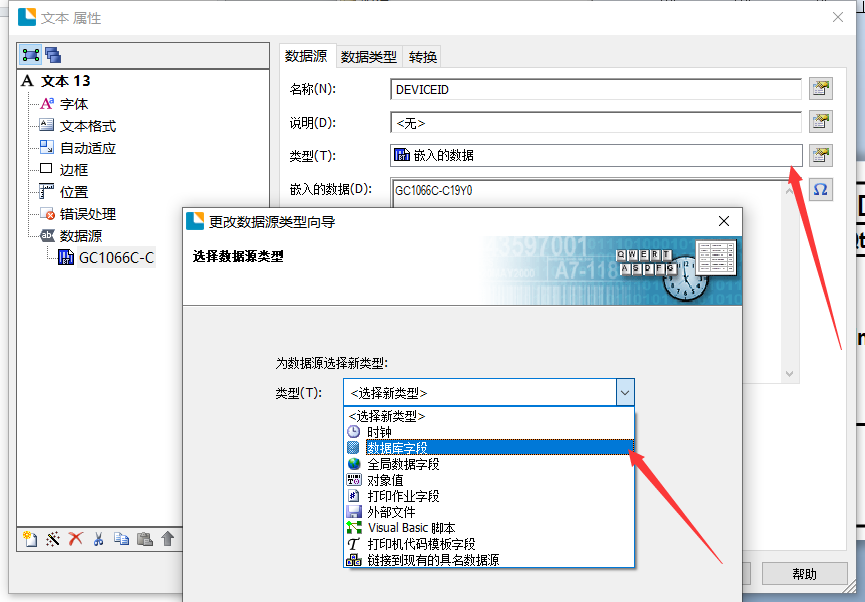 文本 属性
文本 13
字体
文本格式
自动适应
边框
位置
错误处理
数据源
GC1066C-C
数据源 数据类型 转换
名称(N): DEVICEID
说明(D): <无>
类型(T): 嵌入的数据
嵌入的数据(D): GC1066C-C19Y0
更改数据源类型向导
选择数据源类型
为数据源选择新类型:
类型(T): <选择新类型>
<选择新类型>
时钟
数据库字段
全局数据字段
对象值
打印作业字段
外部文件
Visual Basic 脚本
打印机代码模板字段
链接到现有的具名数据源
帮助